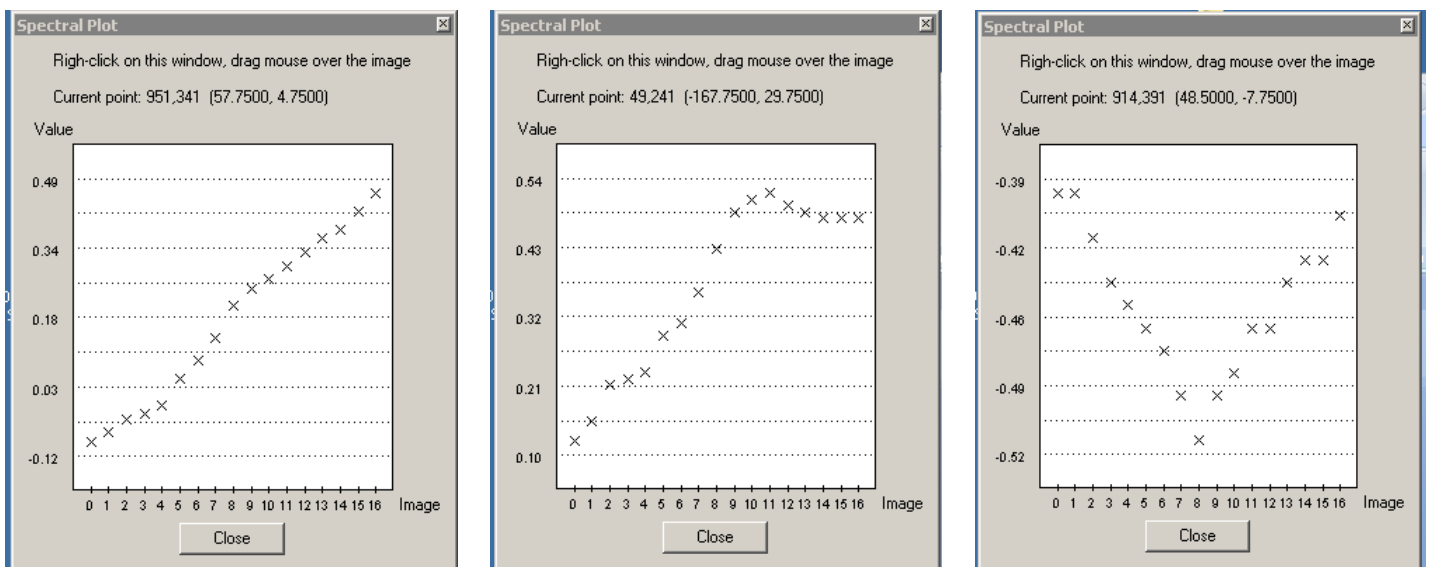 Spectral Plot
Righ-click on this window, drag mouse over the image
Current point: 951,341 (57.7500, 4.7500)
Value
0.49
0.34
0.18
0.03
-0.12
0 1 2 3 4 5 6 7 8 9 10 11 12 13 14 15 16 Image
Close
Spectral Plot
Righ-click on this window, drag mouse over the image
Current point: 49,241 (-167.7500, 29.7500)
Value
0.54
0.43
0.32
0.21
0.10
0 1 2 3 4 5 6 7 8 9 10 11 12 13 14 15 16 Image
Close
Spectral Plot
Righ-click on this window, drag mouse over the image
Current point: 914,391 (48.5000, -7.7500)
Value
-0.39
-0.42
-0.46
-0.49
-0.52
0 1 2 3 4 5 6 7 8 9 10 11 12 13 14 15 16 Image
Close